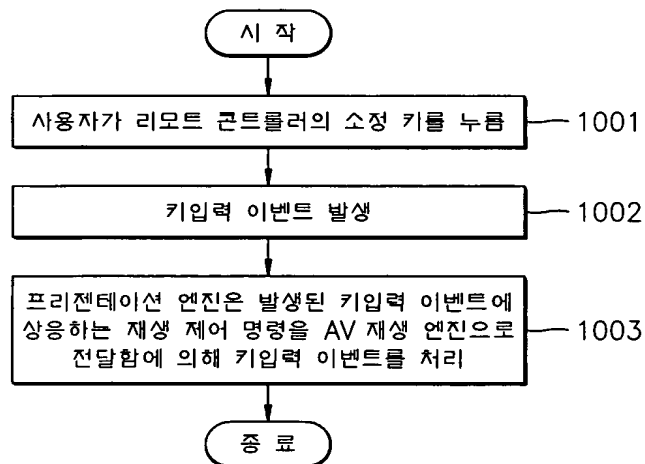 시 작
사용자가 리모트 콘트롤러의 소정 키를 누름
1001
키입력 이벤트 발생
1002
프리젠테이션 엔진은 발생된 키입력 이벤트에
상응하는 재생 제어 명령을 AV 재생 엔진으로
전달함에 의해 키입력 이벤트를 처리
1003
종 료